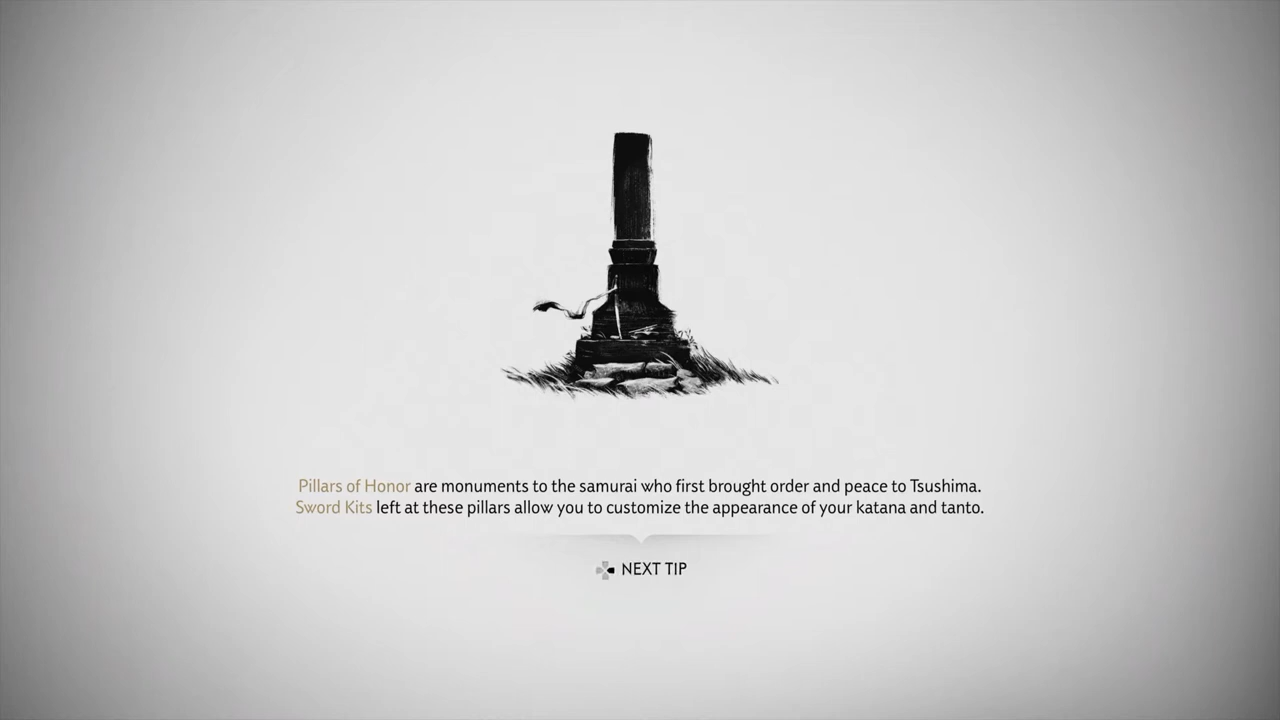 Pillars of Honor are monuments to the samurai who first brought order and peace to Tsushima.
Sword Kits left at these pillars allow you to customize the appearance of your katana and tanto.
NEXT TIP